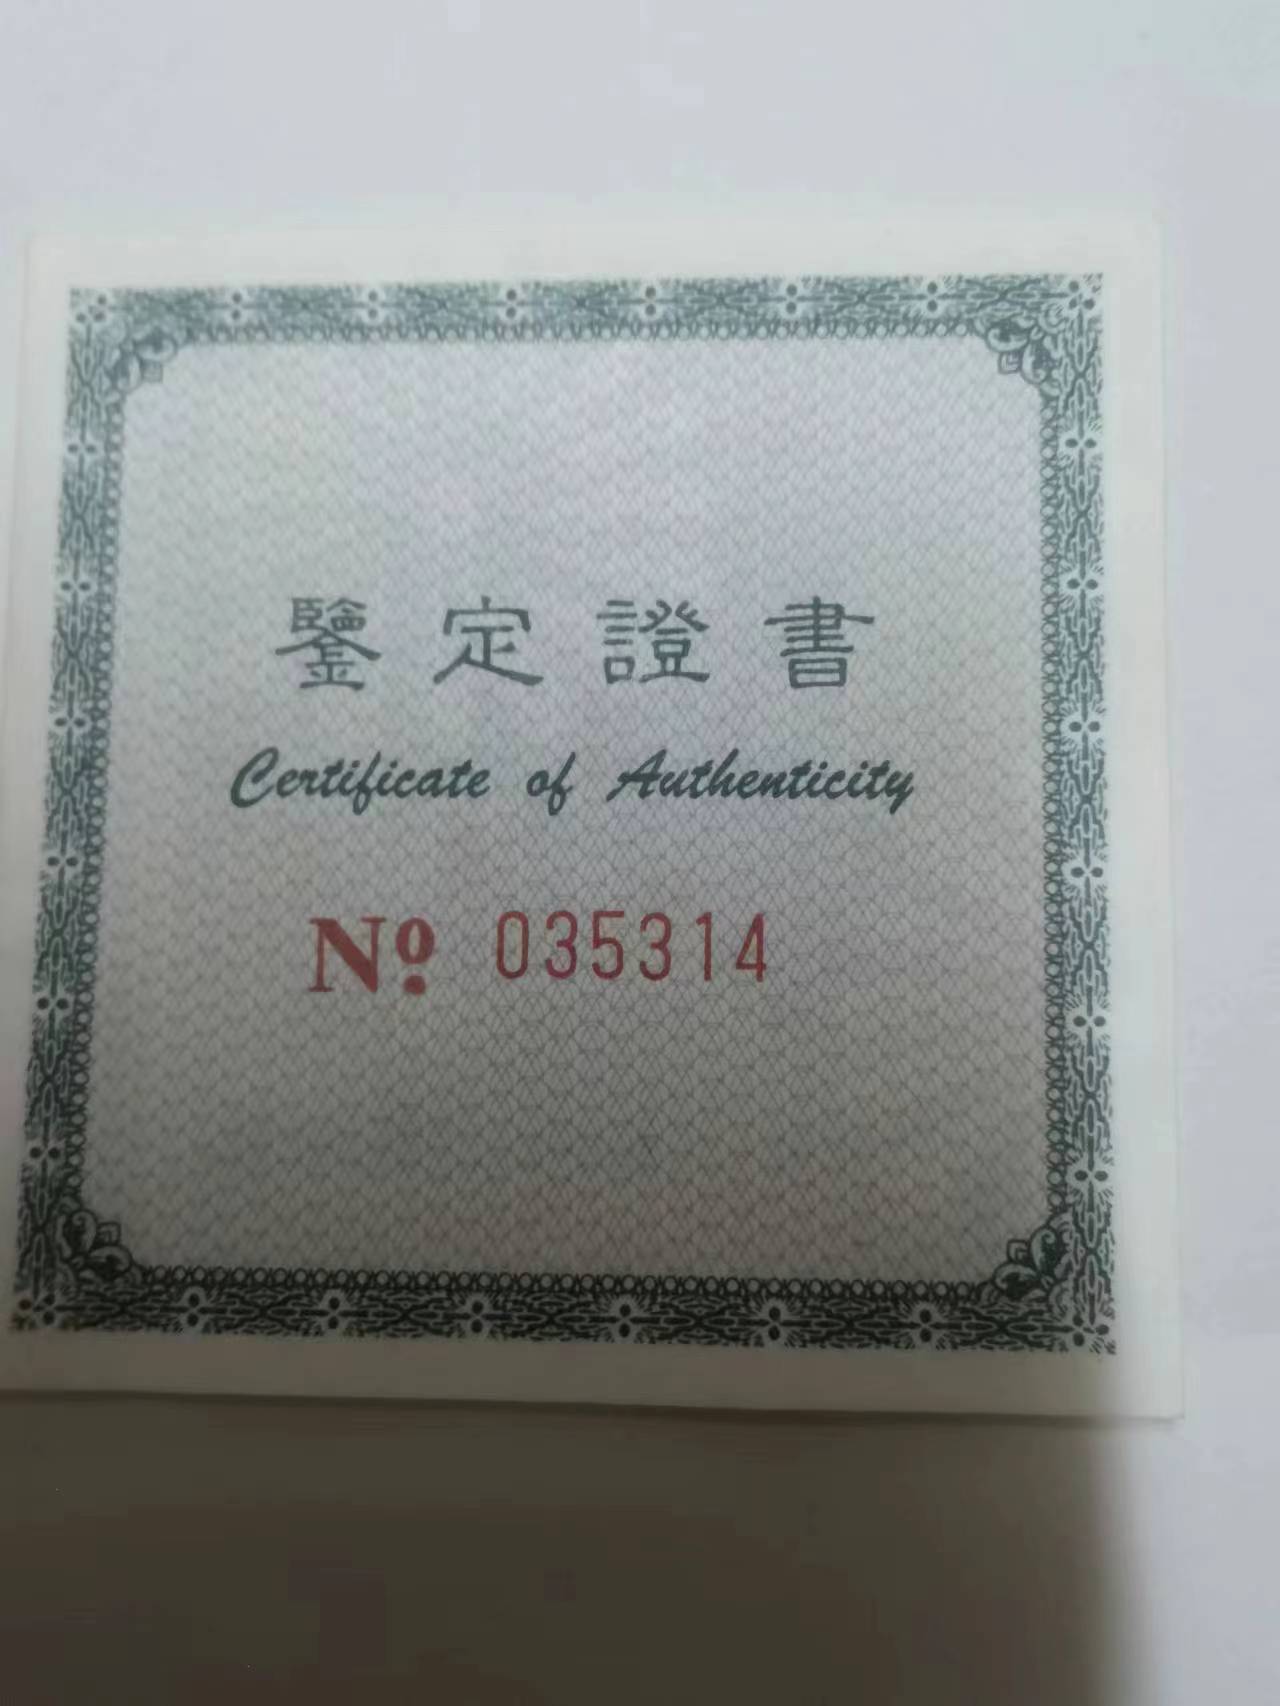 鑒定證書
Certificate of Authenticity
Nº 035314